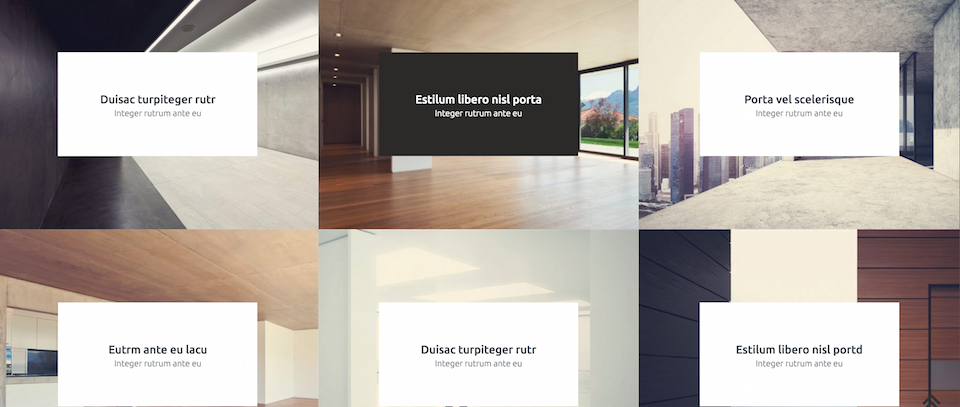 Duisac turpiteger rutr
Integer rutrum ante eu
Estilum libero nisl porta
Integer rutrum ante eu
Porta vel scelerisque
Integer rutrum ante eu
Eutrm ante eu lacu
Integer rutrum ante eu
Duisac turpiteger rutr
Integer rutrum ante eu
Estilum libero nisl portd
Integer rutrum ante eu